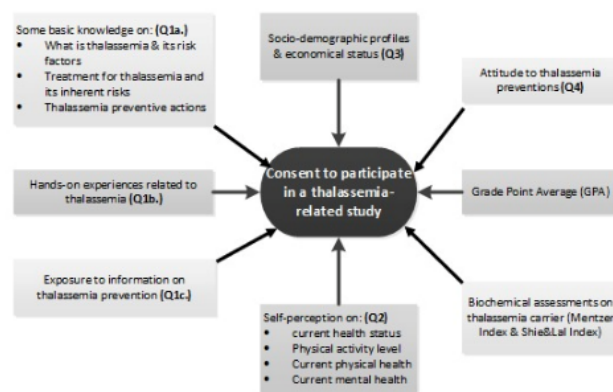 Some basic knowledge on: (Q1a.)
• What is thalassemia & its risk
factors
• Treatment for thalassemia and
its inherent risks
• Thalassemia preventive actions
Socio-demographic profiles
& economical status (Q3)
Attitude to thalassemia
preventions (Q4)
Hands-on experiences related to
thalassemia (Q1b.)
Consent to participate
in a thalassemia-
related study
Grade Point Average (GPA)
Exposure to information on
thalassemia prevention (Q1c.)
Self-perception on: (Q2)
• current health status
• Physical activity level
• Current physical health
• Current mental health
Biochemical assessments on
thalassemia carrier (Mentzer
Index & Shie&Lal Index)